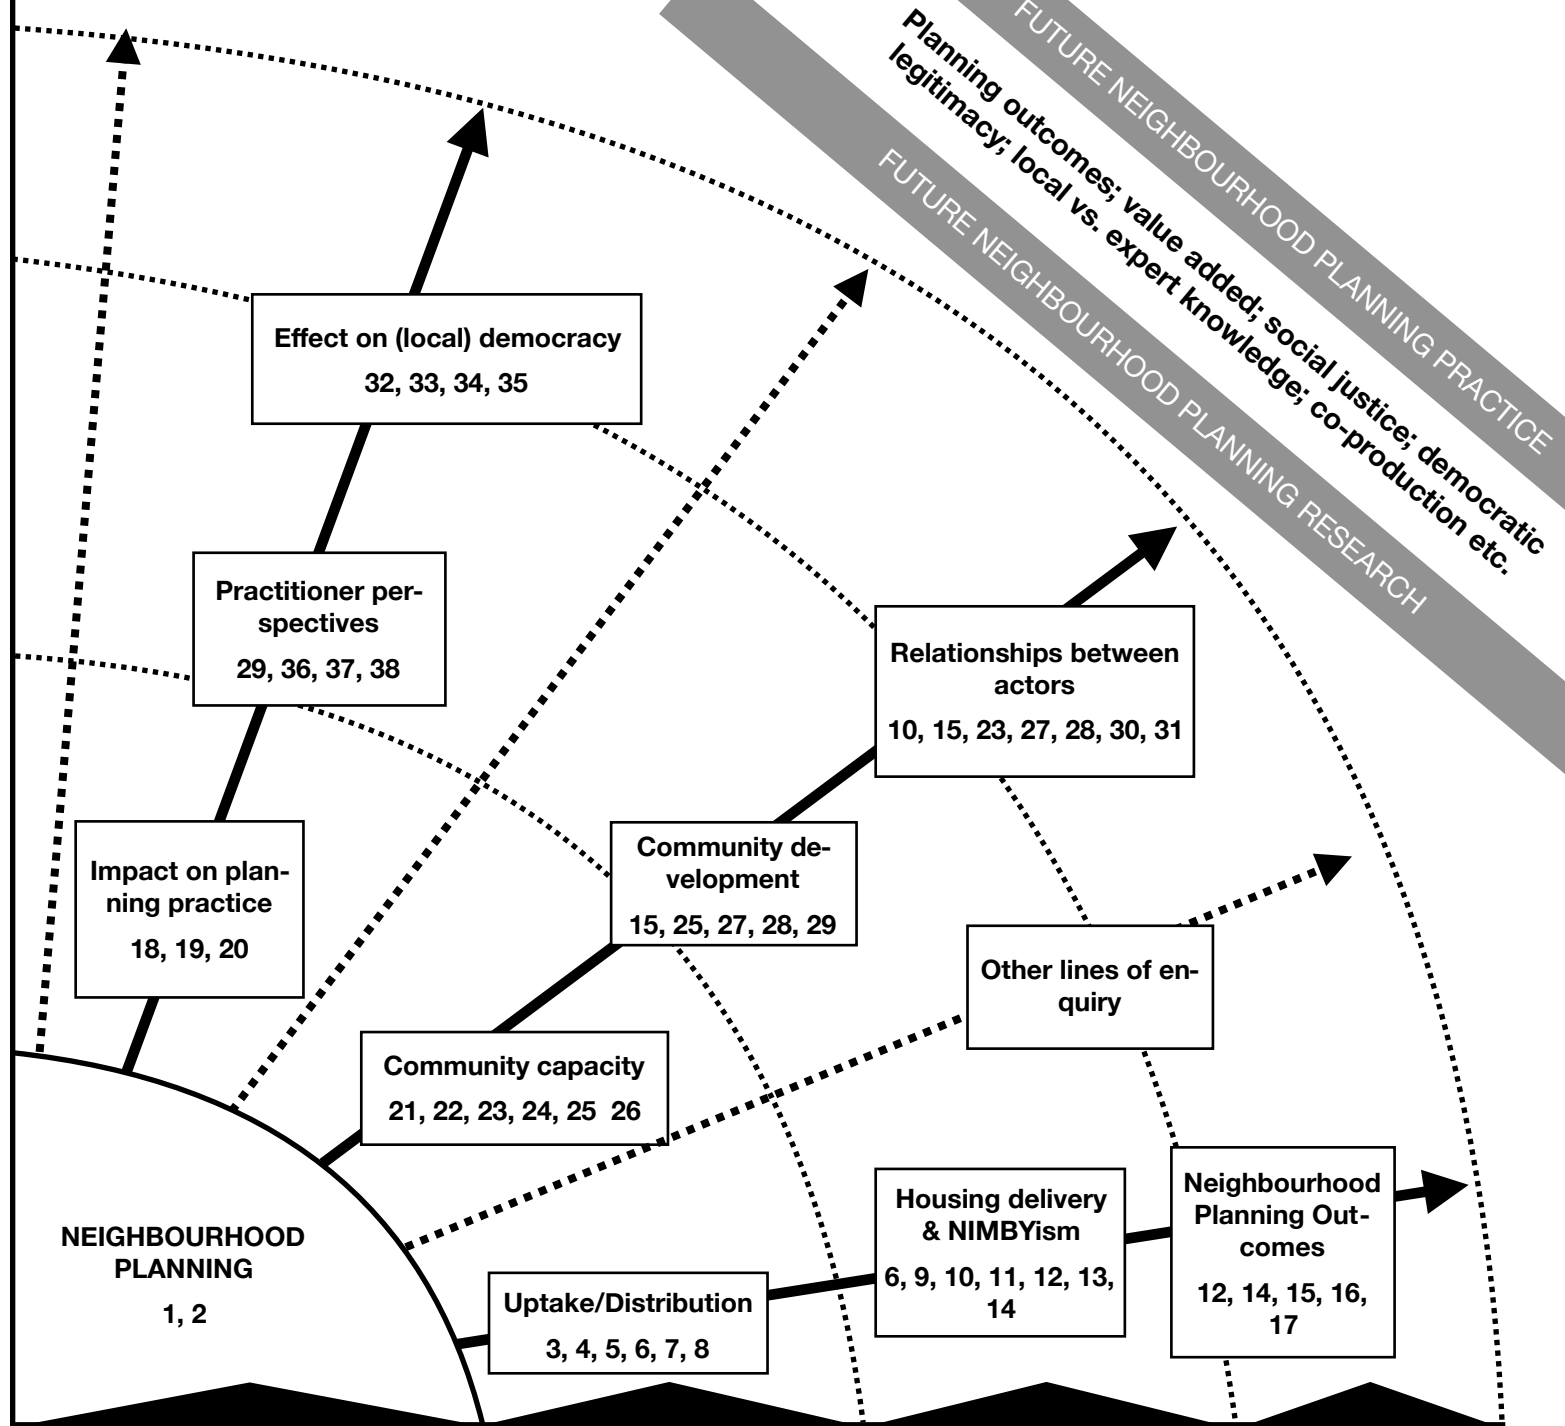 FUTURE NEIGHBOURHOOD PLANNING PRACTICE
Planning outcomes; value added; social justice; democratic
legitimacy; local vs. expert knowledge; co-production etc.
FUTURE NEIGHBOURHOOD PLANNING RESEARCH
Effect on (local) democracy
32, 33, 34, 35
Practitioner per-
spectives
29, 36, 37, 38
Relationships between
actors
10, 15, 23, 27, 28, 30, 31
Impact on plan-
ning practice
18, 19, 20
Community de-
velopment
15, 25, 27, 28, 29
Other lines of en-
quiry
Community capacity
21, 22, 23, 24, 25  26
NEIGHBOURHOOD
PLANNING
1, 2
Uptake/Distribution
3, 4, 5, 6, 7, 8
Housing delivery
& NIMBYism
6, 9, 10, 11, 12, 13,
14
Neighbourhood
Planning Out-
comes
12, 14, 15, 16,
17